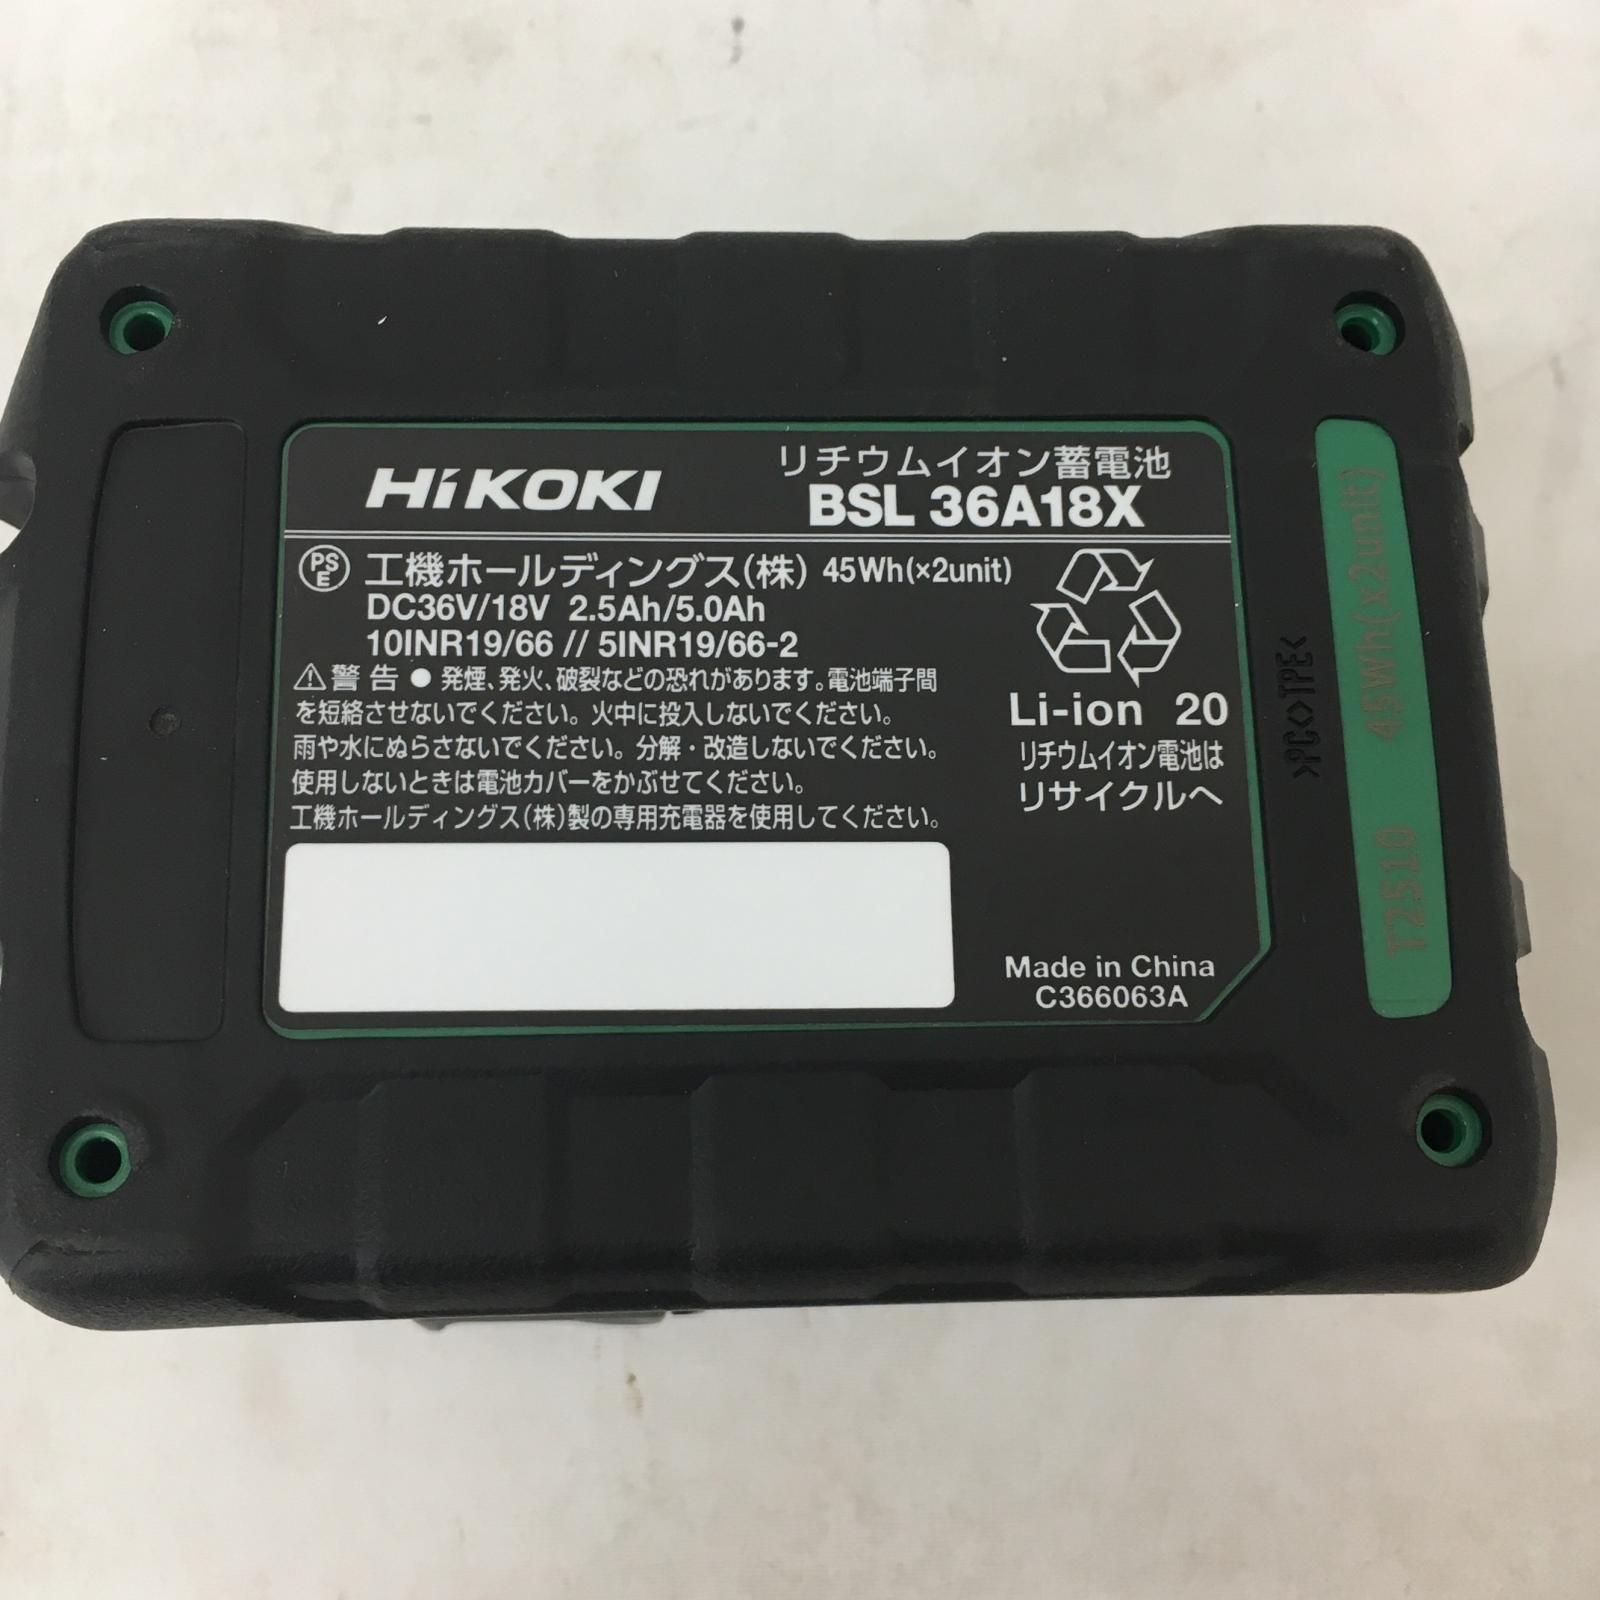 HiKOKI
リチウムイオン蓄電池
BSL 36A18X
PS E 工機ホールディングス(株) 45Wh(×2unit)
DC36V/18V 2.5Ah/5.0Ah
10INR19/66 // 5INR19/66-2
⚠警告 ● 発煙、発火、破裂などの恐れがあります。電池端子間
を短絡させないでください。火中に投入しないでください。
雨や水にぬらさないでください。分解・改造しないでください。
使用しないときは電池カバーをかぶせてください。
工機ホールディングス(株)製の専用充電器を使用してください。
Li-ion 20
リチウムイオン電池は
リサイクルへ
Made in China
C366063A
>PC<>TPE<
T2510 45Wh(x2unit)